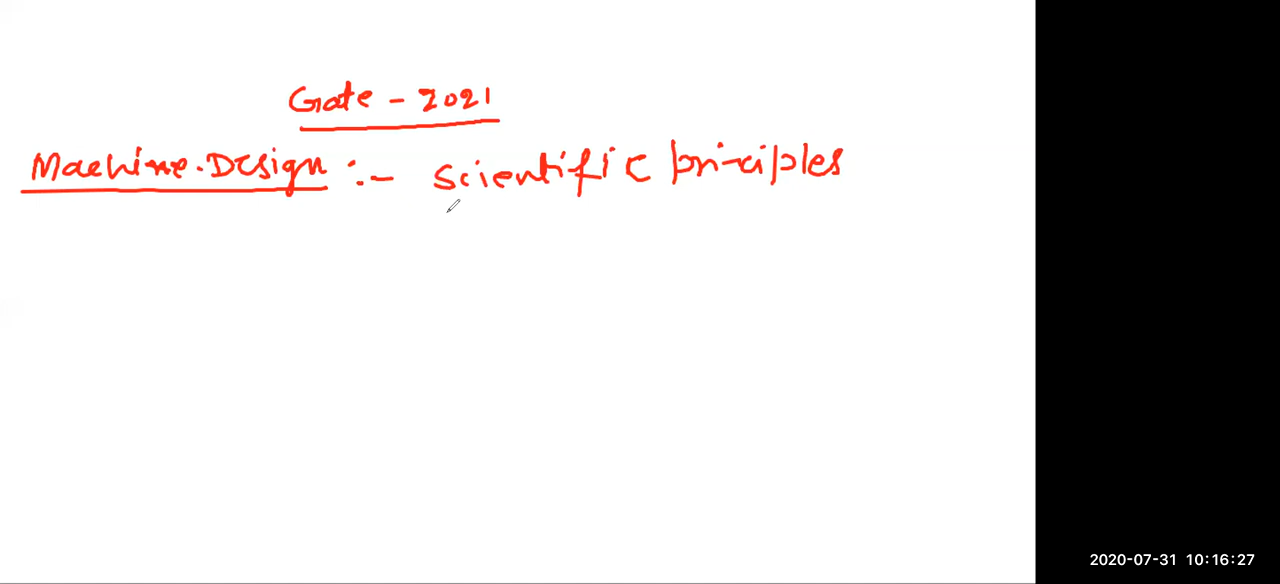 Gate - 2021
Machine.Design :- scientific principles
2020-07-31 10:16:27